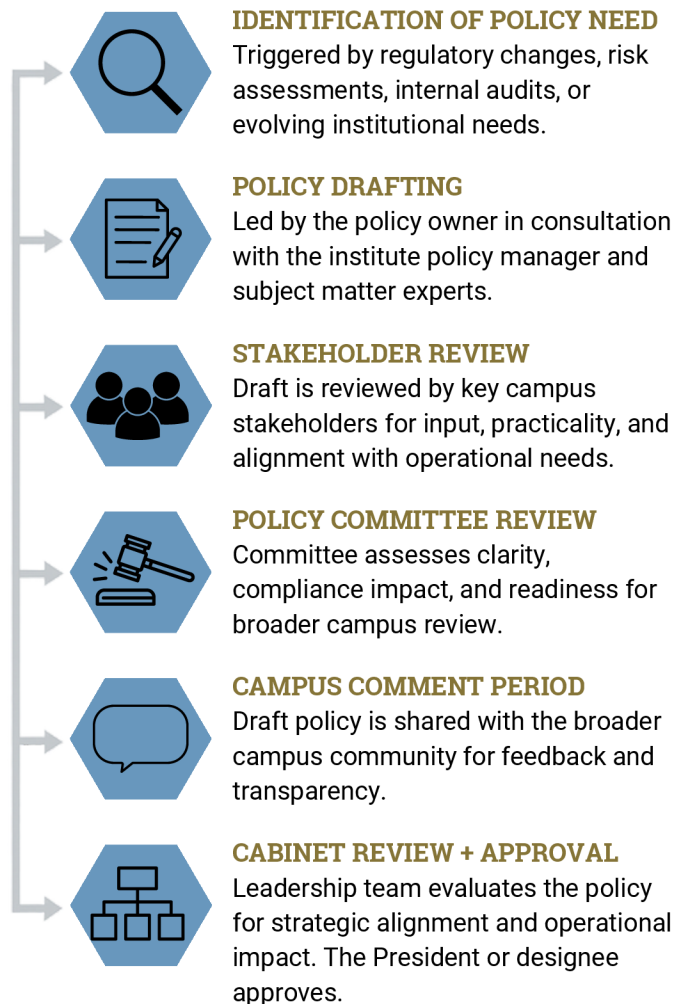 IDENTIFICATION OF POLICY NEED
Triggered by regulatory changes, risk
assessments, internal audits, or
evolving institutional needs.
POLICY DRAFTING
Led by the policy owner in consultation
with the institute policy manager and
subject matter experts.
STAKEHOLDER REVIEW
Draft is reviewed by key campus
stakeholders for input, practicality, and
alignment with operational needs.
POLICY COMMITTEE REVIEW
Committee assesses clarity,
compliance impact, and readiness for
broader campus review.
CAMPUS COMMENT PERIOD
Draft policy is shared with the broader
campus community for feedback and
transparency.
CABINET REVIEW + APPROVAL
Leadership team evaluates the policy
for strategic alignment and operational
impact. The President or designee
approves.